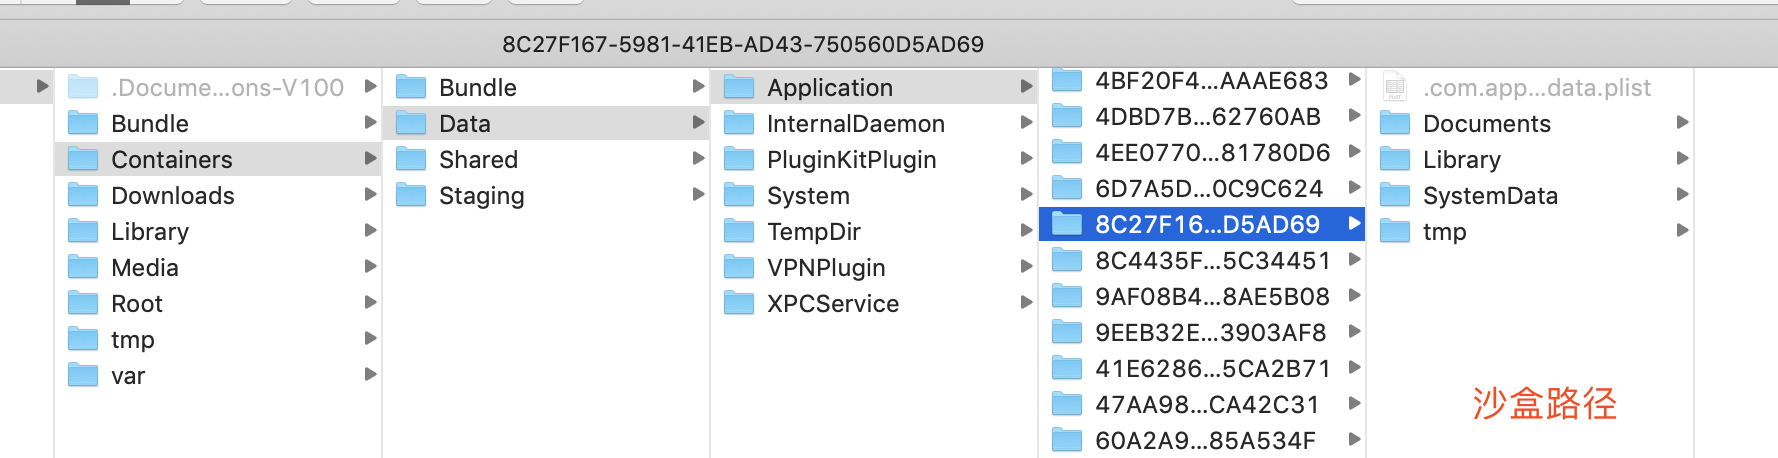 8C27F167-5981-41EB-AD43-750560D5AD69
.Docume...ons-V100
Bundle
Containers
Downloads
Library
Media
Root
tmp
var
Bundle
Data
Shared
Staging
Application
InternalDaemon
PluginKitPlugin
System
TempDir
VPNPlugin
XPCService
4BF20F4...AAAE683
4DBD7B...62760AB
4EE0770...81780D6
6D7A5D...0C9C624
8C27F16...D5AD69
8C4435F...5C34451
9AF08B4...8AE5B08
9EEB32E...3903AF8
41E6286...5CA2B71
47AA98...CA42C31
60A2A9...85A534F
.com.app...data.plist
Documents
Library
SystemData
tmp
沙盒路径